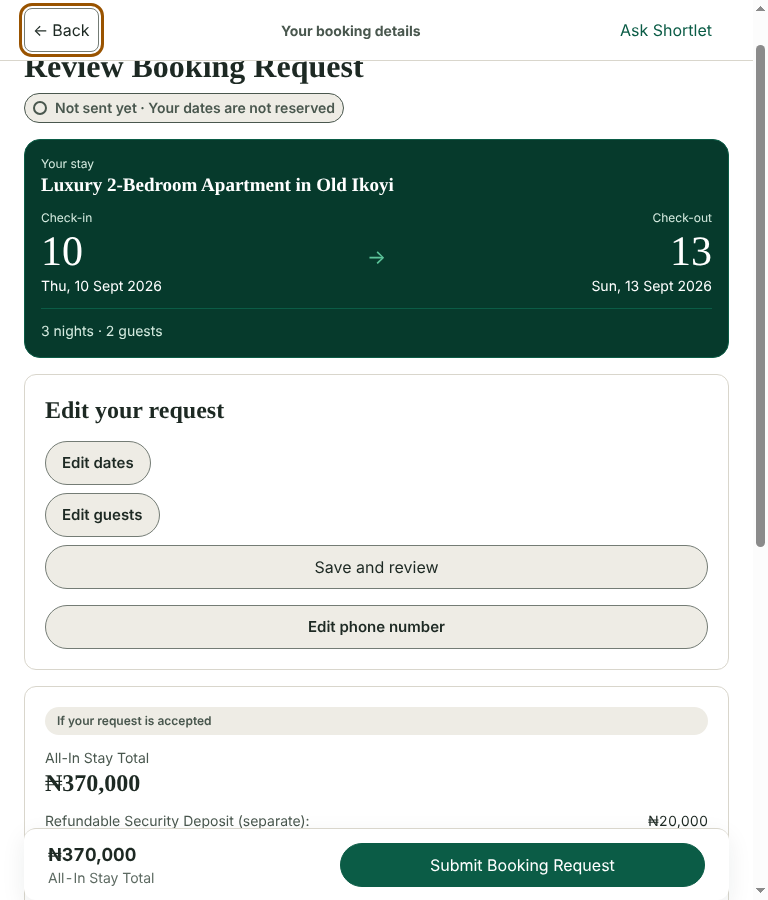 ← Back
Your booking details
Ask Shortlet
Review Booking Request
Not sent yet · Your dates are not reserved
Your stay
Luxury 2-Bedroom Apartment in Old Ikoyi
Check-in
Check-out
10
→
13
Thu, 10 Sept 2026
Sun, 13 Sept 2026
3 nights · 2 guests
Edit your request
Edit dates
Edit guests
Save and review
Edit phone number
If your request is accepted
All-In Stay Total
₦370,000
Refundable Security Deposit (separate):
₦20,000
₦370,000
All-In Stay Total
Submit Booking Request